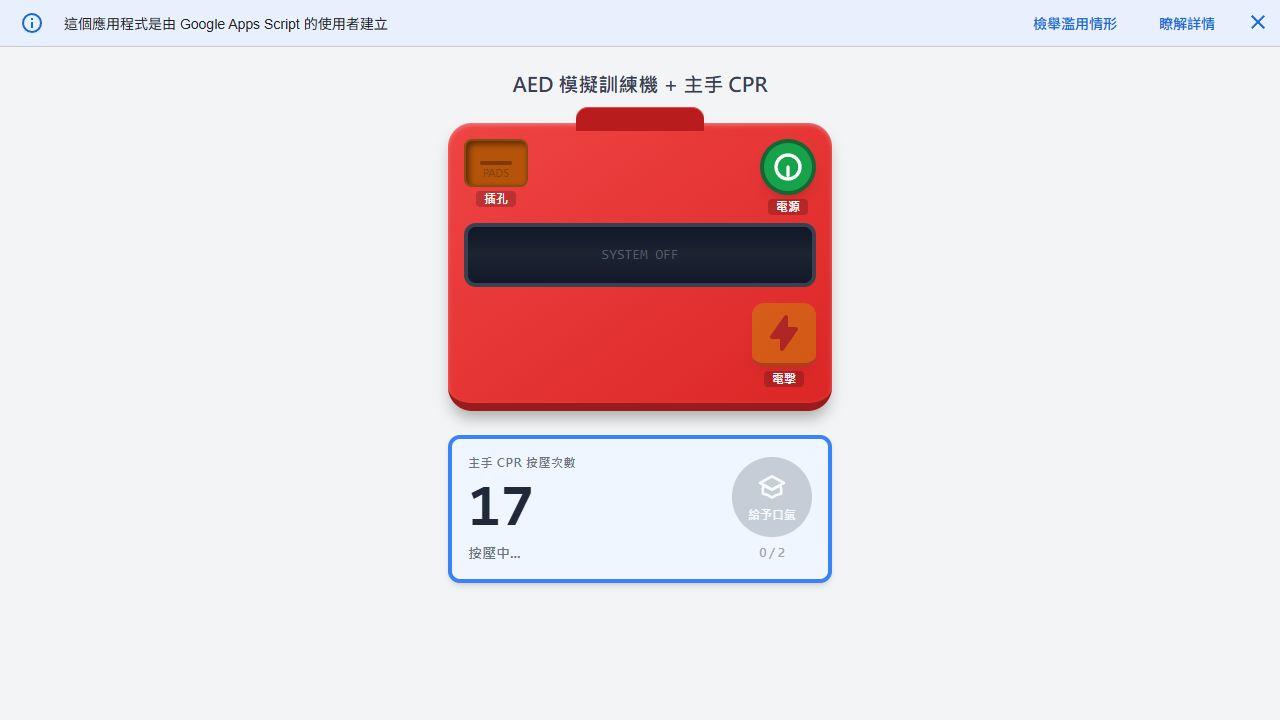 這個應用程式是由 Google Apps Script 的使用者建立
檢舉濫用情形
瞭解詳情
AED 模擬訓練機 + 主手 CPR
PADS
插孔
電源
SYSTEM OFF
電擊
主手 CPR 按壓次數
17
按壓中...
給予口氣
0 / 2